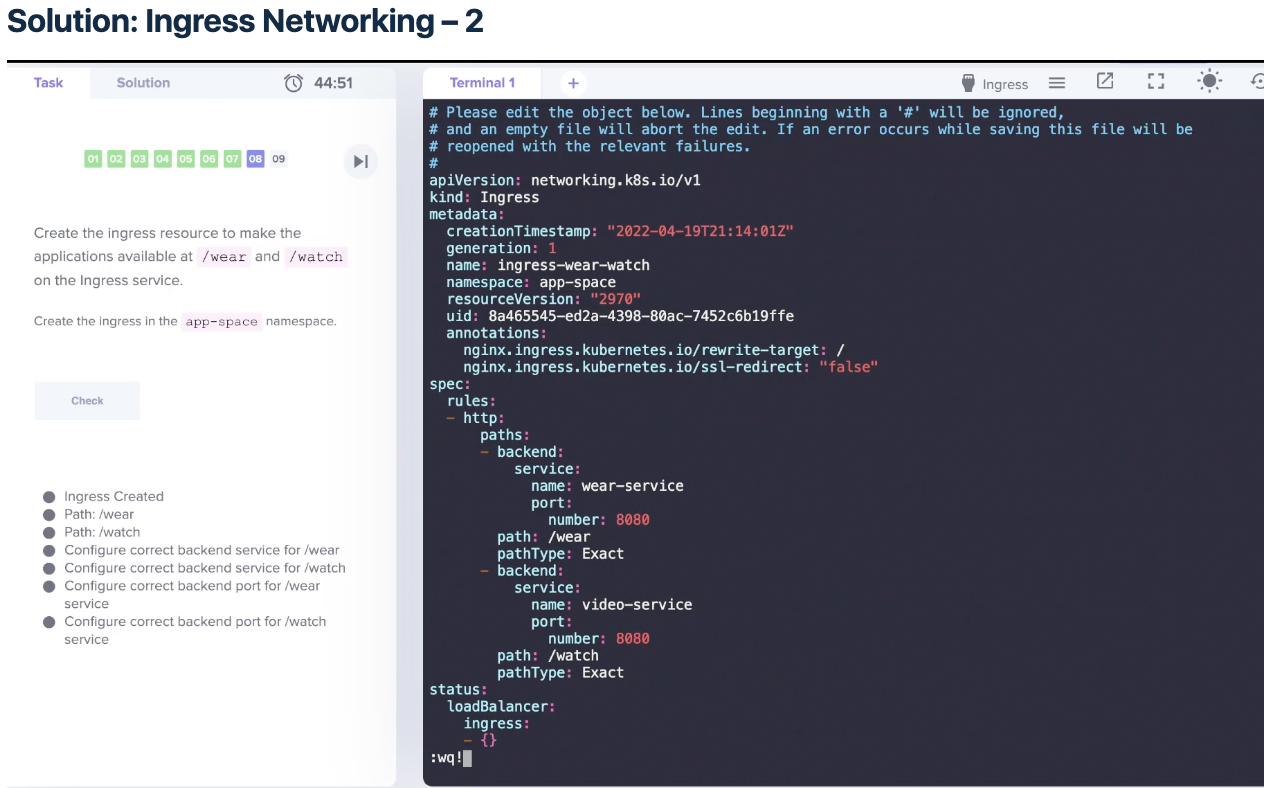 Solution: Ingress Networking – 2
Task
Solution
44:51
01 02 03 04 05 06 07 08 09
Create the ingress resource to make the
applications available at /wear and /watch
on the Ingress service.
Create the ingress in the app-space namespace.
Check
Ingress Created
Path: /wear
Path: /watch
Configure correct backend service for /wear
Configure correct backend service for /watch
Configure correct backend port for /wear
service
Configure correct backend port for /watch
service
Terminal 1
+
Ingress
# Please edit the object below. Lines beginning with a '#' will be ignored,
# and an empty file will abort the edit. If an error occurs while saving this file will be
# reopened with the relevant failures.
#
apiVersion: networking.k8s.io/v1
kind: Ingress
metadata:
  creationTimestamp: "2022-04-19T21:14:01Z"
  generation: 1
  name: ingress-wear-watch
  namespace: app-space
  resourceVersion: "2970"
  uid: 8a465545-ed2a-4398-80ac-7452c6b19ffe
  annotations:
    nginx.ingress.kubernetes.io/rewrite-target: /
    nginx.ingress.kubernetes.io/ssl-redirect: "false"
spec:
  rules:
  - http:
      paths:
      - backend:
          service:
            name: wear-service
            port:
              number: 8080
        path: /wear
        pathType: Exact
      - backend:
          service:
            name: video-service
            port:
              number: 8080
        path: /watch
        pathType: Exact
status:
  loadBalancer:
    ingress:
    - {}
:wq!